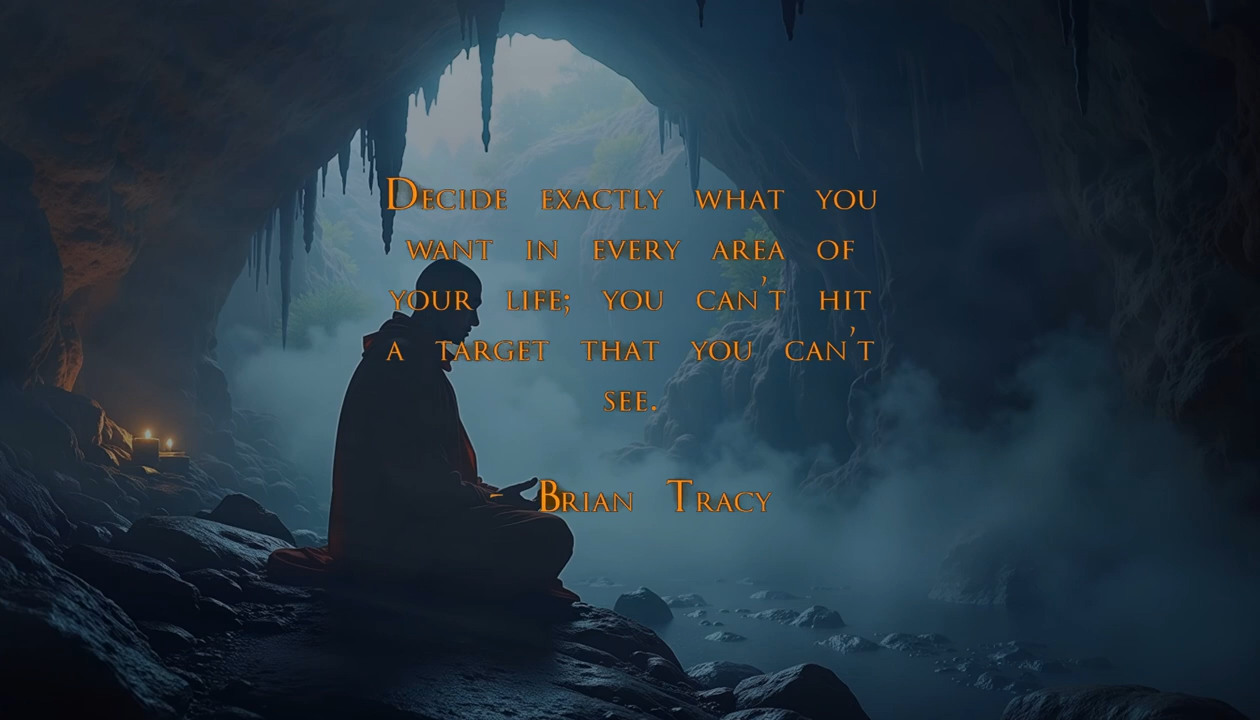 Decide exactly what you
want in every area of
your life; you can't hit
a target that you can't
see.
- Brian Tracy